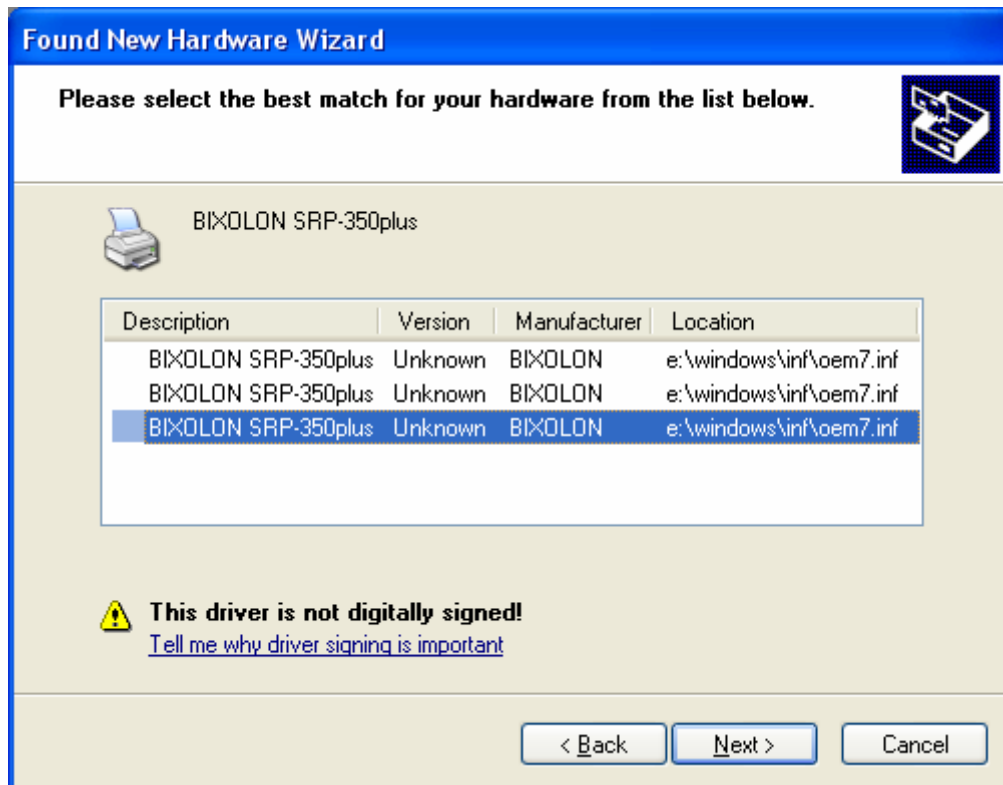 Found New Hardware Wizard
Please select the best match for your hardware from the list below.
BIXOLON SRP-350plus
Description Version Manufacturer Location
BIXOLON SRP-350plus Unknown BIXOLON e:\windows\inf\oem7.inf
BIXOLON SRP-350plus Unknown BIXOLON e:\windows\inf\oem7.inf
BIXOLON SRP-350plus Unknown BIXOLON e:\windows\inf\oem7.inf
This driver is not digitally signed!
Tell me why driver signing is important
< Back Next > Cancel